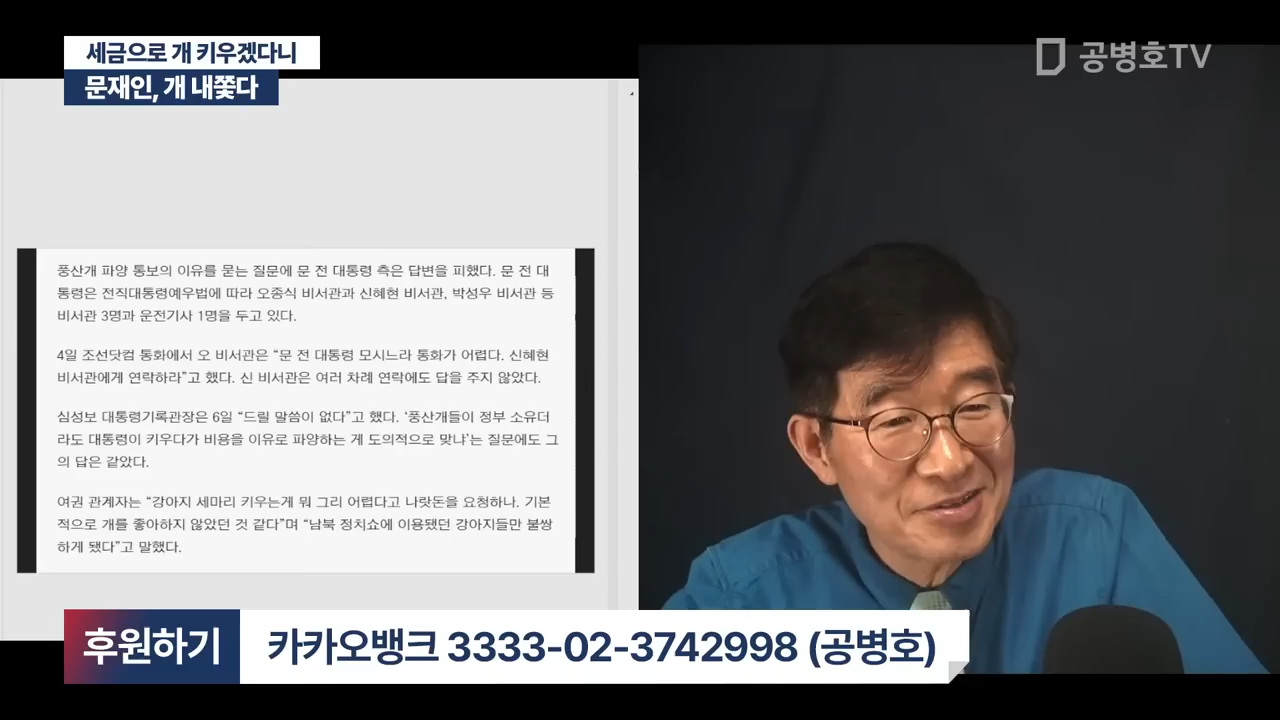 세금으로 개 키우겠다니
문재인, 개 내쫓다
공병호TV
풍산개 파양 통보의 이유를 묻는 질문에 문 전 대통령 측은 답변을 피했다. 문 전 대
통령은 전직대통령예우법에 따라 오종식 비서관과 신혜현 비서관, 박성우 비서관 등
비서관 3명과 운전기사 1명을 두고 있다.
4일 조선닷컴 통화에서 오 비서관은 “문 전 대통령 모시느라 통화가 어렵다. 신혜현
비서관에게 연락하라”고 했다. 신 비서관은 여러 차례 연락에도 답을 주지 않았다.
심성보 대통령기록관장은 6일 “드릴 말씀이 없다”고 했다. ‘풍산개들이 정부 소유더
라도 대통령이 키우다가 비용을 이유로 파양하는 게 도의적으로 맞냐’는 질문에도 그
의 답은 같았다.
여권 관계자는 “강아지 세마리 키우는게 뭐 그리 어렵다고 나랏돈을 요청하나. 기본
적으로 개를 좋아하지 않았던 것 같다”며 “남북 정치쇼에 이용됐던 강아지들만 불쌍
하게 됐다”고 말했다.
후원하기
카카오뱅크 3333-02-3742998 (공병호)